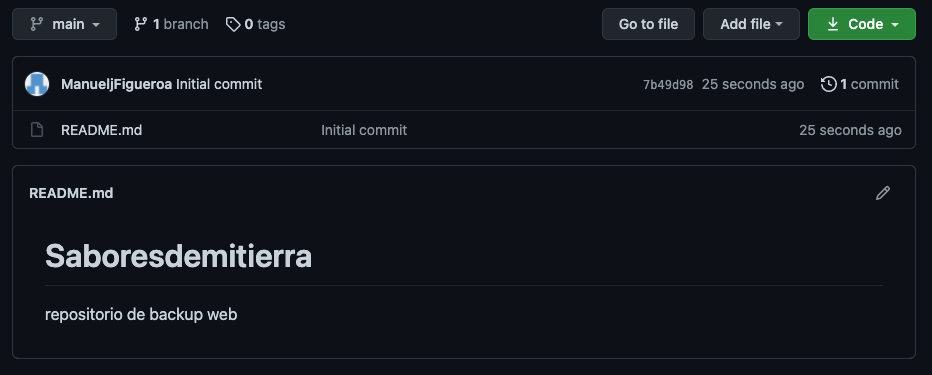 main 1 branch 0 tags Go to file Add file Code
ManueljFigueroa Initial commit 7b49d98 25 seconds ago 1 commit
README.md Initial commit 25 seconds ago
README.md
Saboresdemitierra
repositorio de backup web